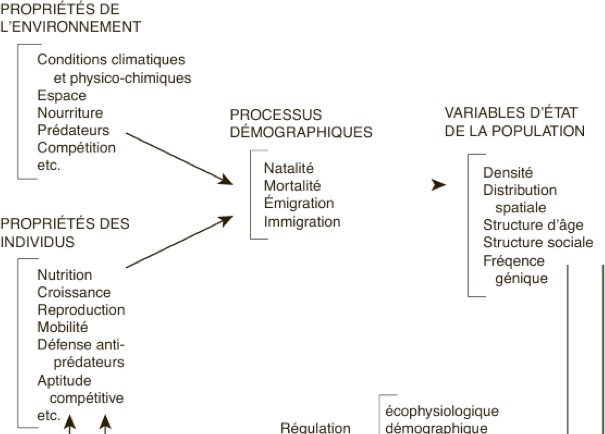 PROPRIÉTÉS DE
L'ENVIRONNEMENT
Conditions climatiques
et physico-chimiques
Espace
Nourriture
Prédateurs
Compétition
etc.
PROCESSUS
DÉMOGRAPHIQUES
Natalité
Mortalité
Émigration
Immigration
VARIABLES D'ÉTAT
DE LA POPULATION
Densité
Distribution
spatiale
Structure d'âge
Structure sociale
Fréqence
génique
PROPRIÉTÉS DES
INDIVIDUS
Nutrition
Croissance
Reproduction
Mobilité
Défense anti-
prédateurs
Aptitude
compétitive
etc.
Régulation
écophysiologique
démographique